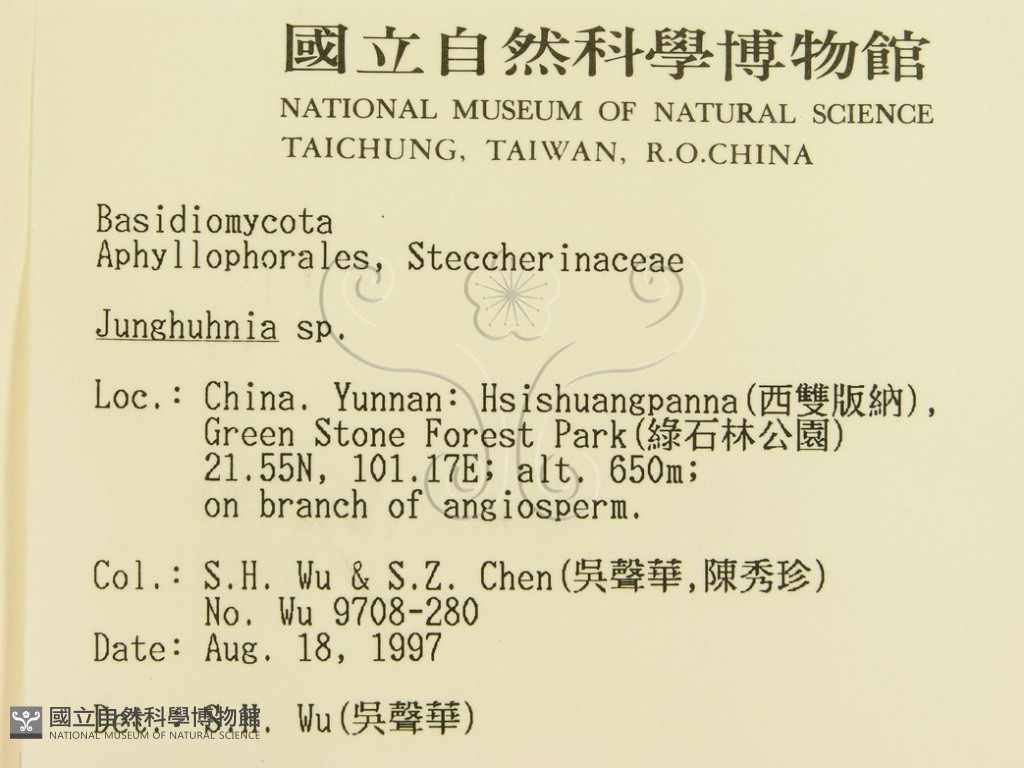 國立自然科學博物館
NATIONAL MUSEUM OF NATURAL SCIENCE
TAICHUNG, TAIWAN, R.O.CHINA
Basidiomycota
Aphyllophorales, Steccherinaceae
Junghuhnia sp.
Loc.: China. Yunnan: Hsishuangpanna(西雙版納),
Green Stone Forest Park(綠石林公園)
21.55N, 101.17E; alt. 650m;
on branch of angiosperm.
Col.: S.H. Wu & S.Z. Chen(吳聲華,陳秀珍)
No. Wu 9708-280
Date: Aug. 18, 1997
Det.: S.H. Wu(吳聲華)
國立自然科學博物館
NATIONAL MUSEUM OF NATURAL SCIENCE